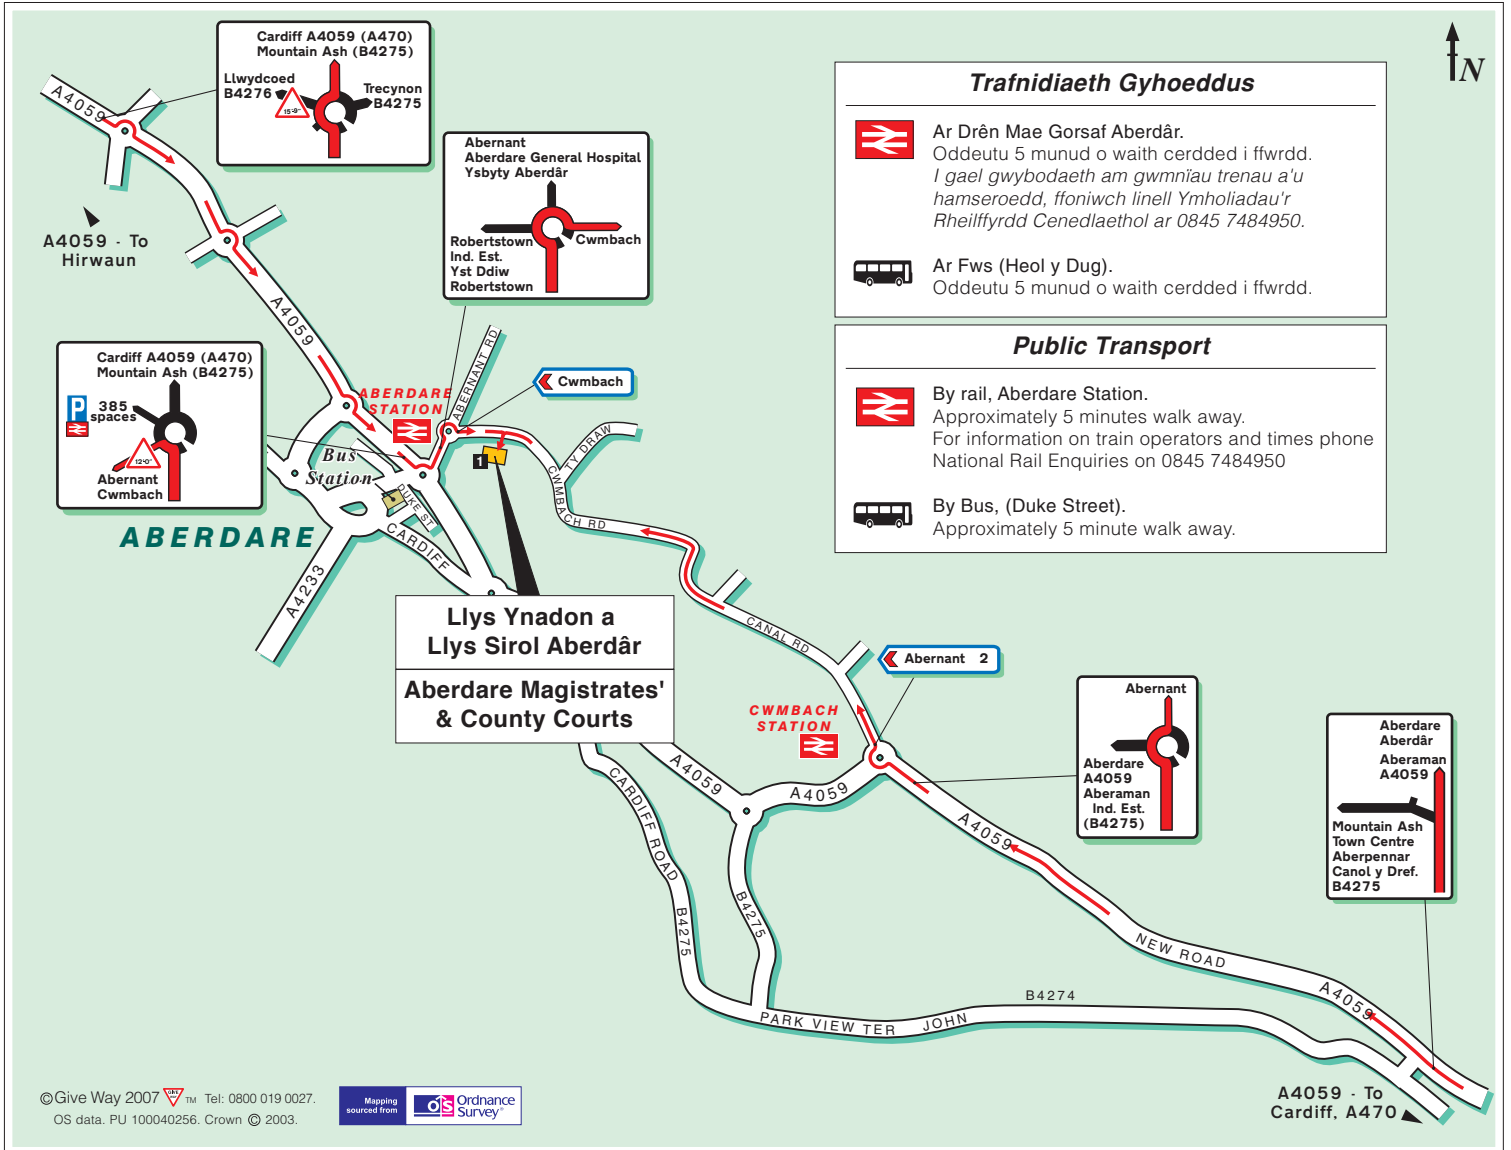 Cardiff A4059 (A470)
Mountain Ash (B4275)
Llwydcoed
B4276
15'-9"
Trecynon
B4275
A4059
A4059 - To
Hirwaun
Abernant
Aberdare General Hospital
Ysbyty Aberdâr
Robertstown
Ind. Est.
Yst Ddiw
Robertstown
Cwmbach
N
Trafnidiaeth Gyhoeddus
Ar Drên Mae Gorsaf Aberdâr.
Oddeutu 5 munud o waith cerdded i ffwrdd.
I gael gwybodaeth am gwmnïau trenau a'u
hamseroedd, ffoniwch linell Ymholiadau'r
Rheilffyrdd Cenedlaethol ar 0845 7484950.
Ar Fws (Heol y Dug).
Oddeutu 5 munud o waith cerdded i ffwrdd.
Public Transport
By rail, Aberdare Station.
Approximately 5 minutes walk away.
For information on train operators and times phone
National Rail Enquiries on 0845 7484950
By Bus, (Duke Street).
Approximately 5 minute walk away.
A4059
Cardiff A4059 (A470)
Mountain Ash (B4275)
P
385
spaces
12'-0"
Abernant
Cwmbach
ABERDARE
STATION
ABERNANT RD
Cwmbach
TY DRAW
CWMBACH RD
1
Bus
Station
DUKE ST
CARDIFF
ABERDARE
A4233
Llys Ynadon a
Llys Sirol Aberdâr
Aberdare Magistrates'
& County Courts
CANAL RD
Abernant 2
CWMBACH
STATION
A4059
A4059
A4059
CARDIFF ROAD
B4275
B4275
Abernant
Aberdare
A4059
Aberaman
Ind. Est.
(B4275)
Aberdare
Aberdâr
Aberaman
A4059
Mountain Ash
Town Centre
Aberpennar
Canol y Dref.
B4275
NEW ROAD
A4059
B4274
PARK VIEW TER
JOHN
A4059 - To
Cardiff, A470
©Give Way 2007 GIVE WAY TM Tel: 0800 019 0027.
OS data. PU 100040256. Crown © 2003.
Mapping
sourced from
OS Ordnance
Survey®